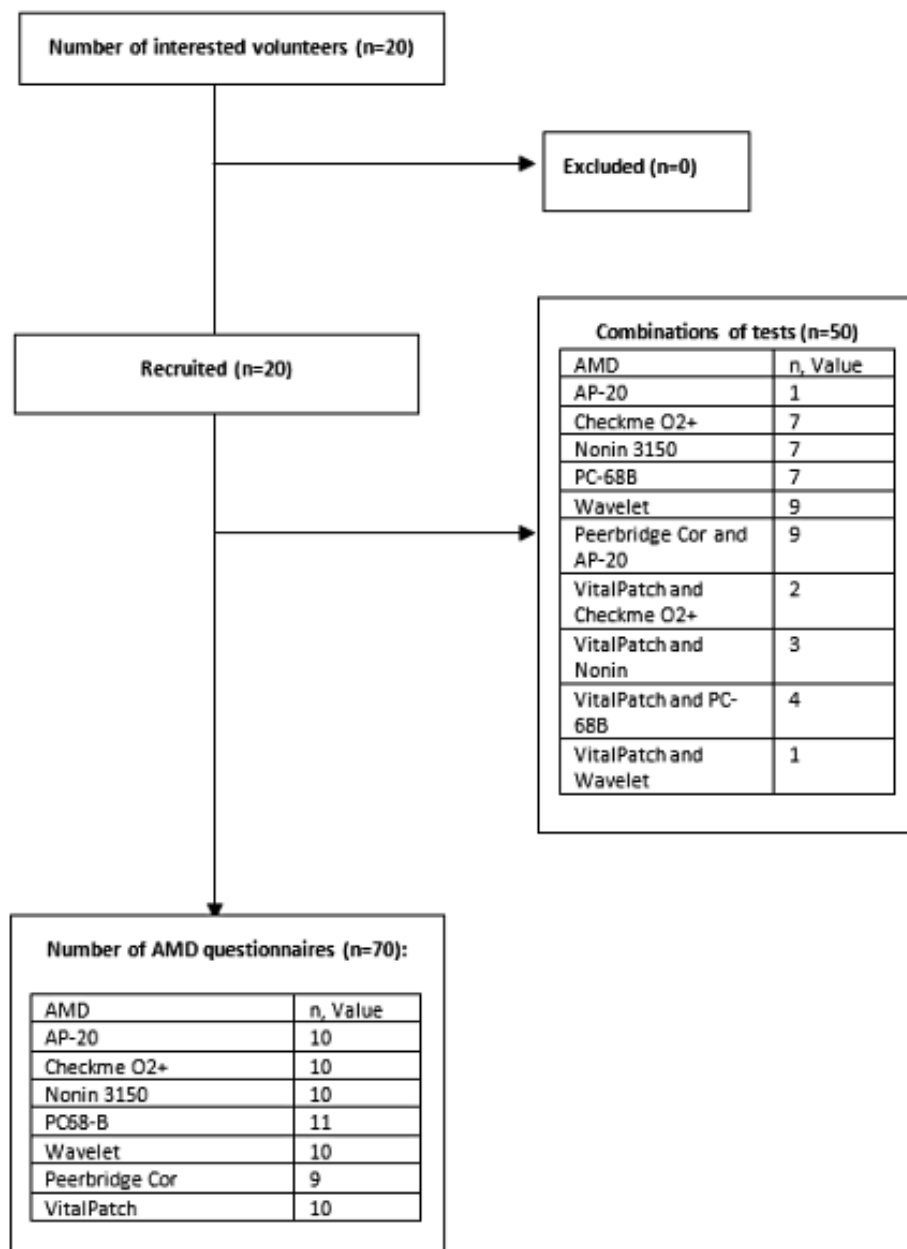 Number of interested volunteers (n=20)
Excluded (n=0)
Recruited (n=20)
Combinations of tests (n=50)
AMD n, Value
AP-20 1
Checkme O2+ 7
Nonin 3150 7
PC-68B 7
Wavelet 9
Peerbridge Cor and 9
AP-20
VitalPatch and 2
Checkme O2+
VitalPatch and 3
Nonin
VitalPatch and PC- 4
68B
VitalPatch and 1
Wavelet
Number of AMD questionnaires (n=70):
AMD n, Value
AP-20 10
Checkme O2+ 10
Nonin 3150 10
PC68-B 11
Wavelet 10
Peerbridge Cor 9
VitalPatch 10